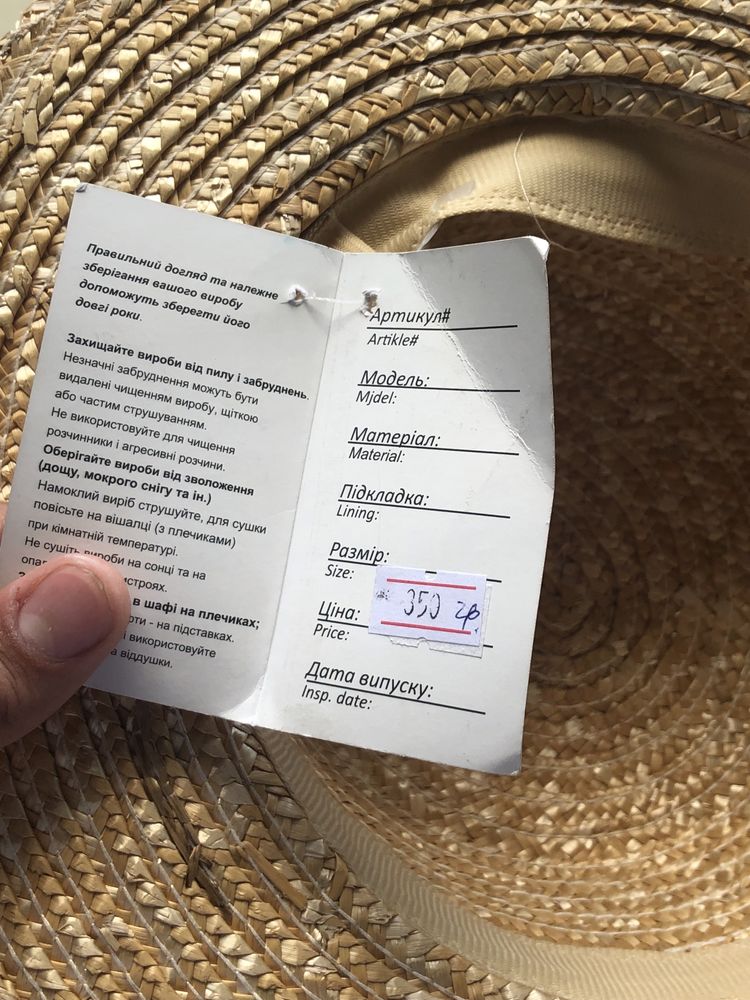 Правильний догляд та належне
зберігання вашого виробу
допоможуть зберегти його
довгі роки.
Захищайте вироби від пилу і забруднень.
Незначні забруднення можуть бути
видалені чищенням виробу, щіткою
або частим струшуванням.
Не використовуйте для чищення
розчинники і агресивні розчини.
Оберігайте вироби від зволоження
(дощу, мокрого снігу та ін.)
Намоклий виріб струшуйте, для сушки
повісьте на вішалці (з плечиками)
при кімнатній температурі.
Не сушіть вироби на сонці та на
в шафі на плечиках;
- на підставках.
використовуйте
віддушки.
Артикул#
Artikle#
Модель:
Mjdel:
Матеріал:
Material:
Підкладка:
Lining:
Розмір:
Size:
350 гр
Ціна:
Price:
Дата випуску:
Insp. date: